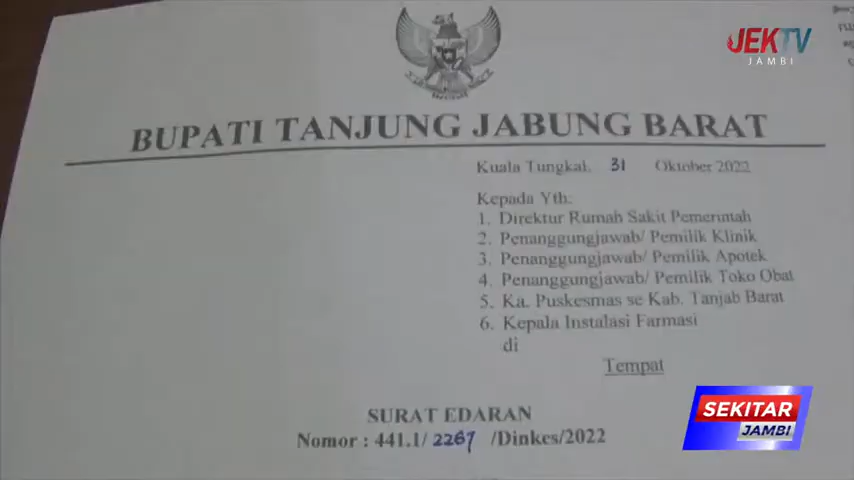 JEKTV
JAMBI
BUPATI TANJUNG JABUNG BARAT
Kuala Tungkal, 31 Oktober 2022
Kepada Yth:
1. Direktur Rumah Sakit Pemerintah
2. Penanggungjawab/ Pemilik Klinik
3. Penanggungjawab/ Pemilik Apotek
4. Penanggungjawab/ Pemilik Toko Obat
5. Ka. Puskesmas se Kab. Tanjab Barat
6. Kepala Instalasi Farmasi
di
Tempat
SURAT EDARAN
Nomor : 441.1/ 2267 /Dinkes/2022
SEKITAR
JAMBI